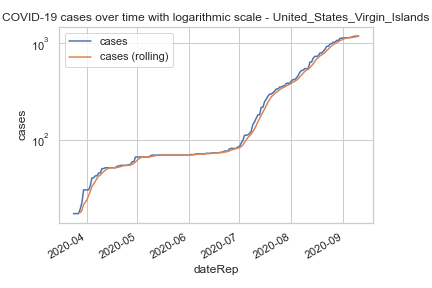 COVID-19 cases over time with logarithmic scale - United_States_Virgin_Islands
cases
cases (rolling)
10³
10²
cases
2020-04
2020-05
2020-06
2020-07
2020-08
2020-09
dateRep